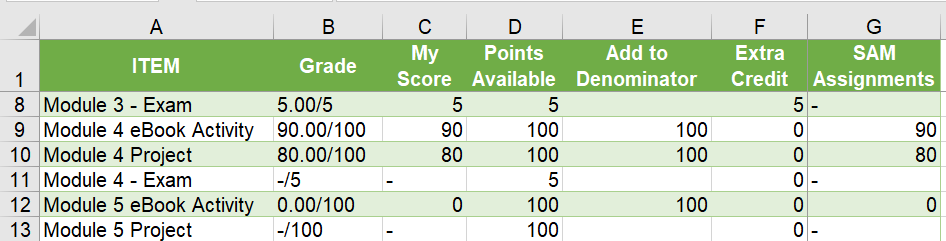 A B C D E F G
1 ITEM Grade My Score Points Available Add to Denominator Extra Credit SAM Assignments
8 Module 3 - Exam 5.00/5 5 5 5 -
9 Module 4 eBook Activity 90.00/100 90 100 100 0 90
10 Module 4 Project 80.00/100 80 100 100 0 80
11 Module 4 - Exam -/5 - 5 0 -
12 Module 5 eBook Activity 0.00/100 0 100 100 0 0
13 Module 5 Project -/100 - 100 0 -